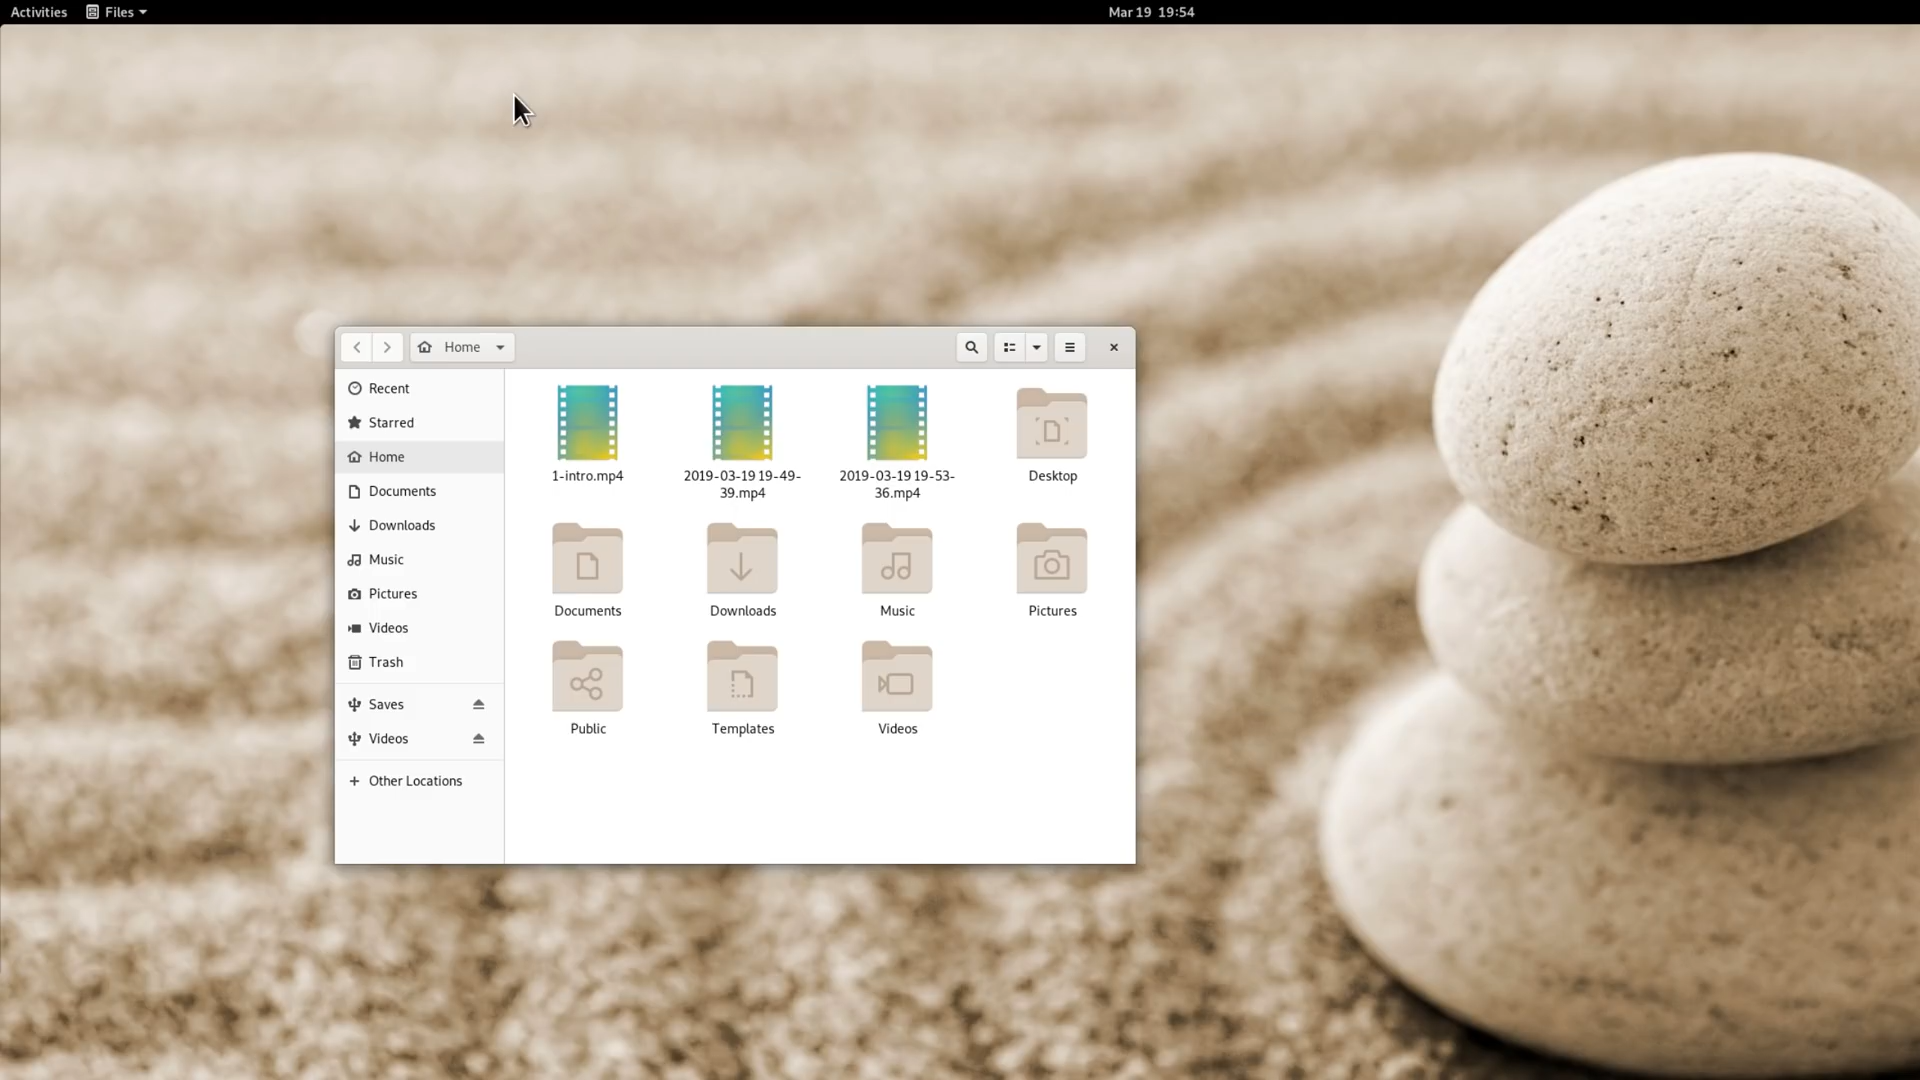 Activities
Files
Mar 19 19:54
Home
Recent
Starred
Home
Documents
Downloads
Music
Pictures
Videos
Trash
Saves
Videos
Other Locations
1-intro.mp4
2019-03-19 19-49-
39.mp4
2019-03-19 19-53-
36.mp4
Desktop
Documents
Downloads
Music
Pictures
Public
Templates
Videos